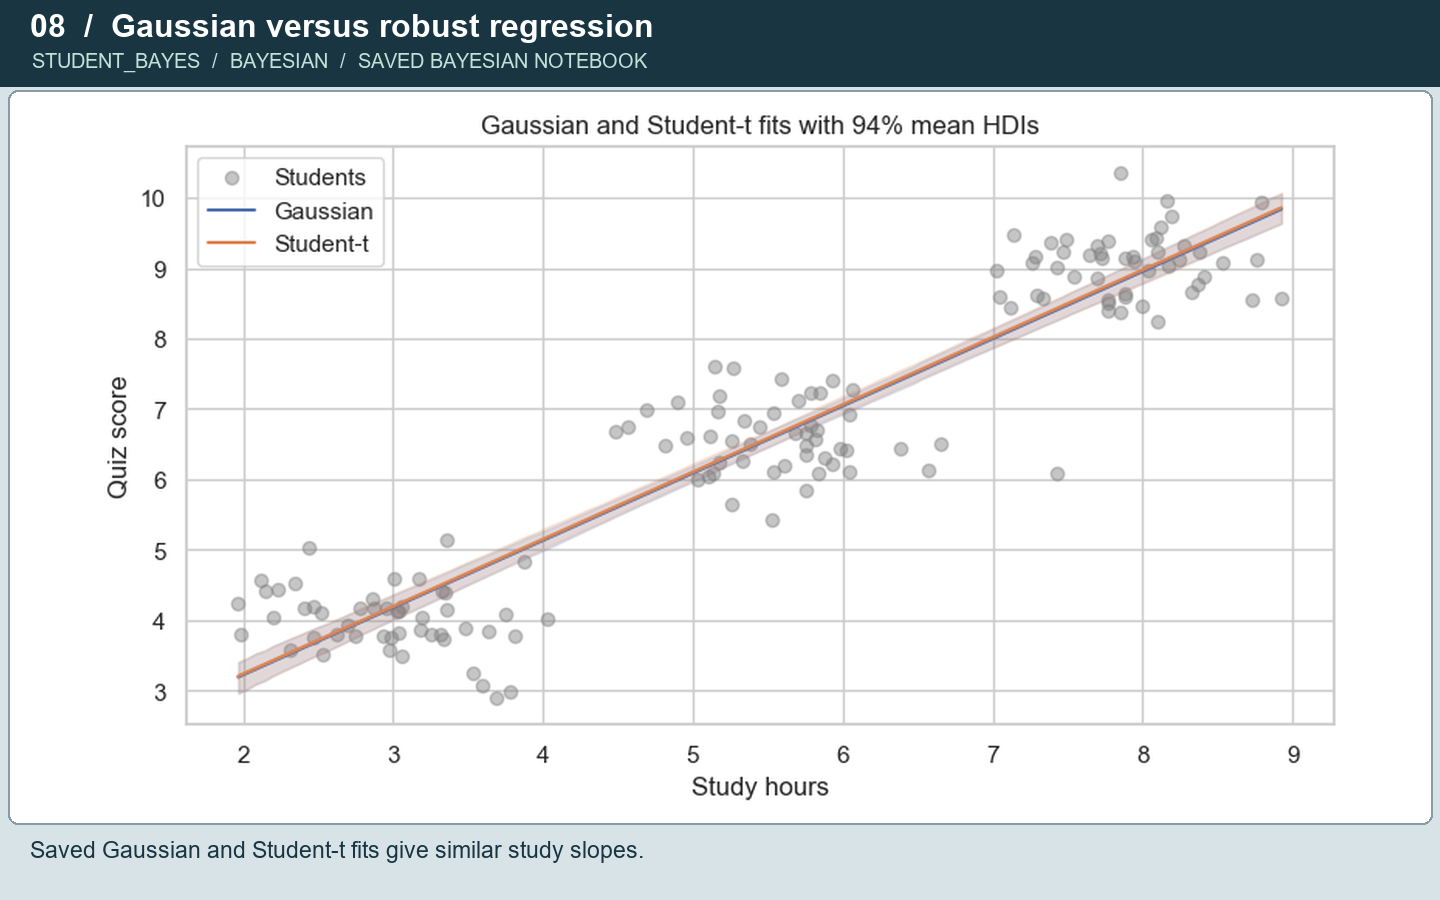 08 / Gaussian versus robust regression
STUDENT_BAYES / BAYESIAN / SAVED BAYESIAN NOTEBOOK
Gaussian and Student-t fits with 94% mean HDIs
Students
Gaussian
Student-t
10
9
8
7
6
5
4
3
Quiz score
2 3 4 5 6 7 8 9
Study hours
Saved Gaussian and Student-t fits give similar study slopes.